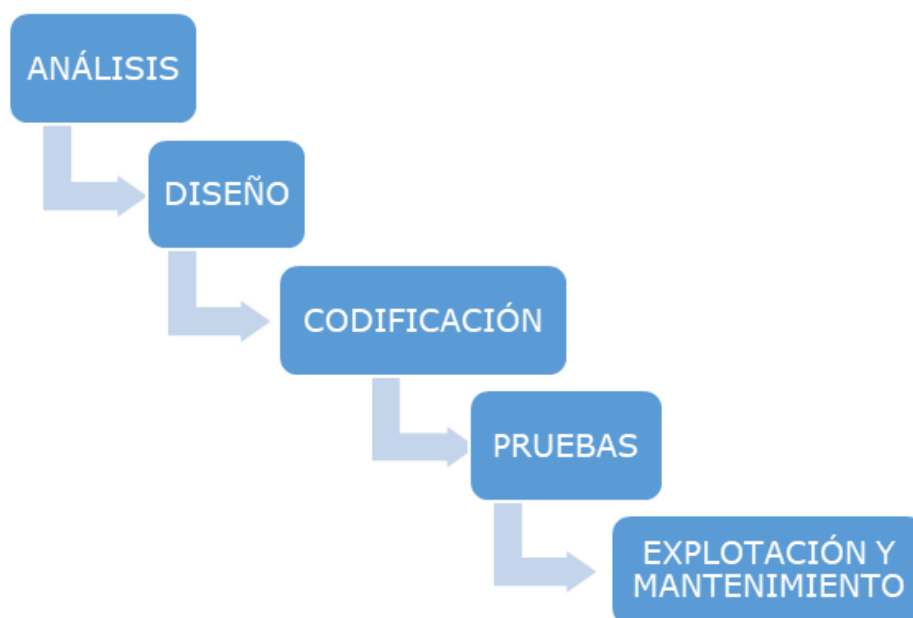 ANÁLISIS
DISEÑO
CODIFICACIÓN
PRUEBAS
EXPLOTACIÓN Y
MANTENIMIENTO